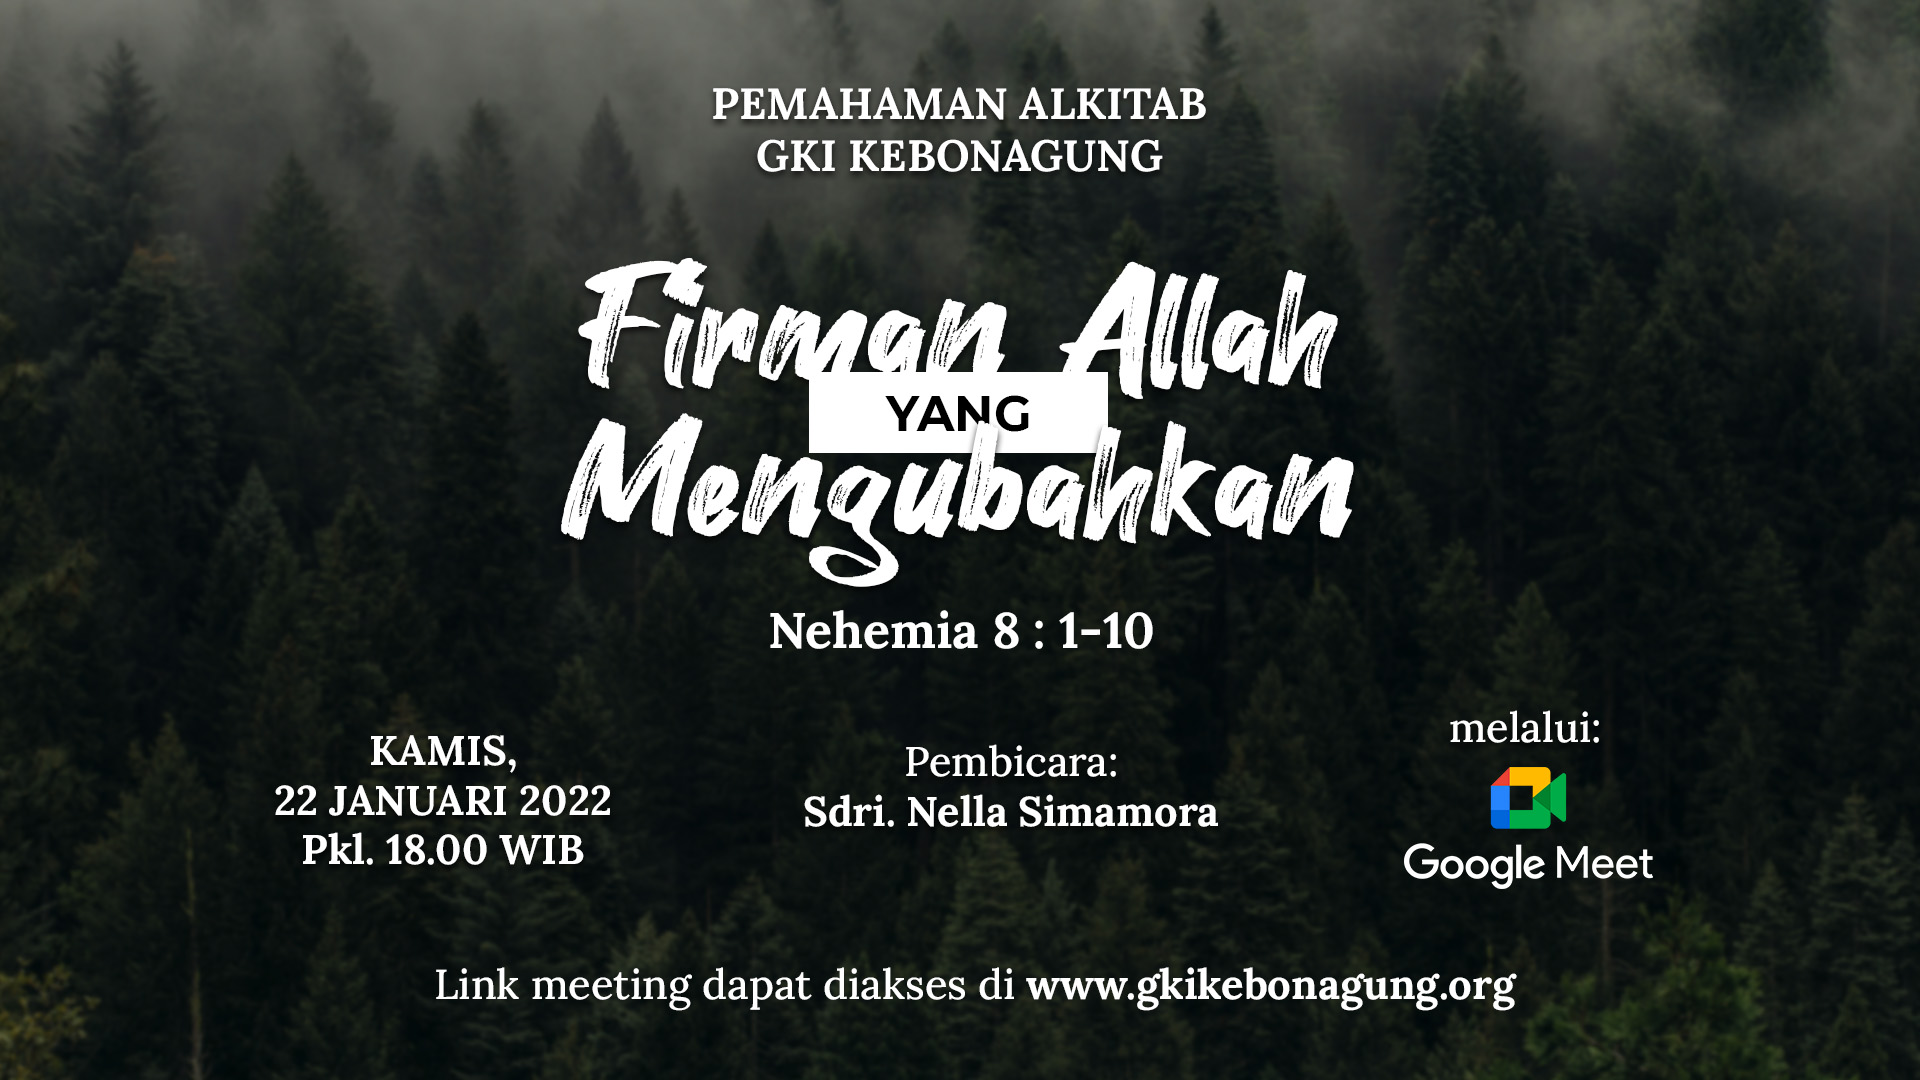 PEMAHAMAN ALKITAB
GKI KEBONAGUNG
Firman Allah
YANG
Mengubahkan
Nehemia 8 : 1-10
KAMIS,
22 JANUARI 2022
Pkl. 18.00 WIB
Pembicara:
Sdri. Nella Simamora
melalui:
Google Meet
Link meeting dapat diakses di www.gkikebonagung.org